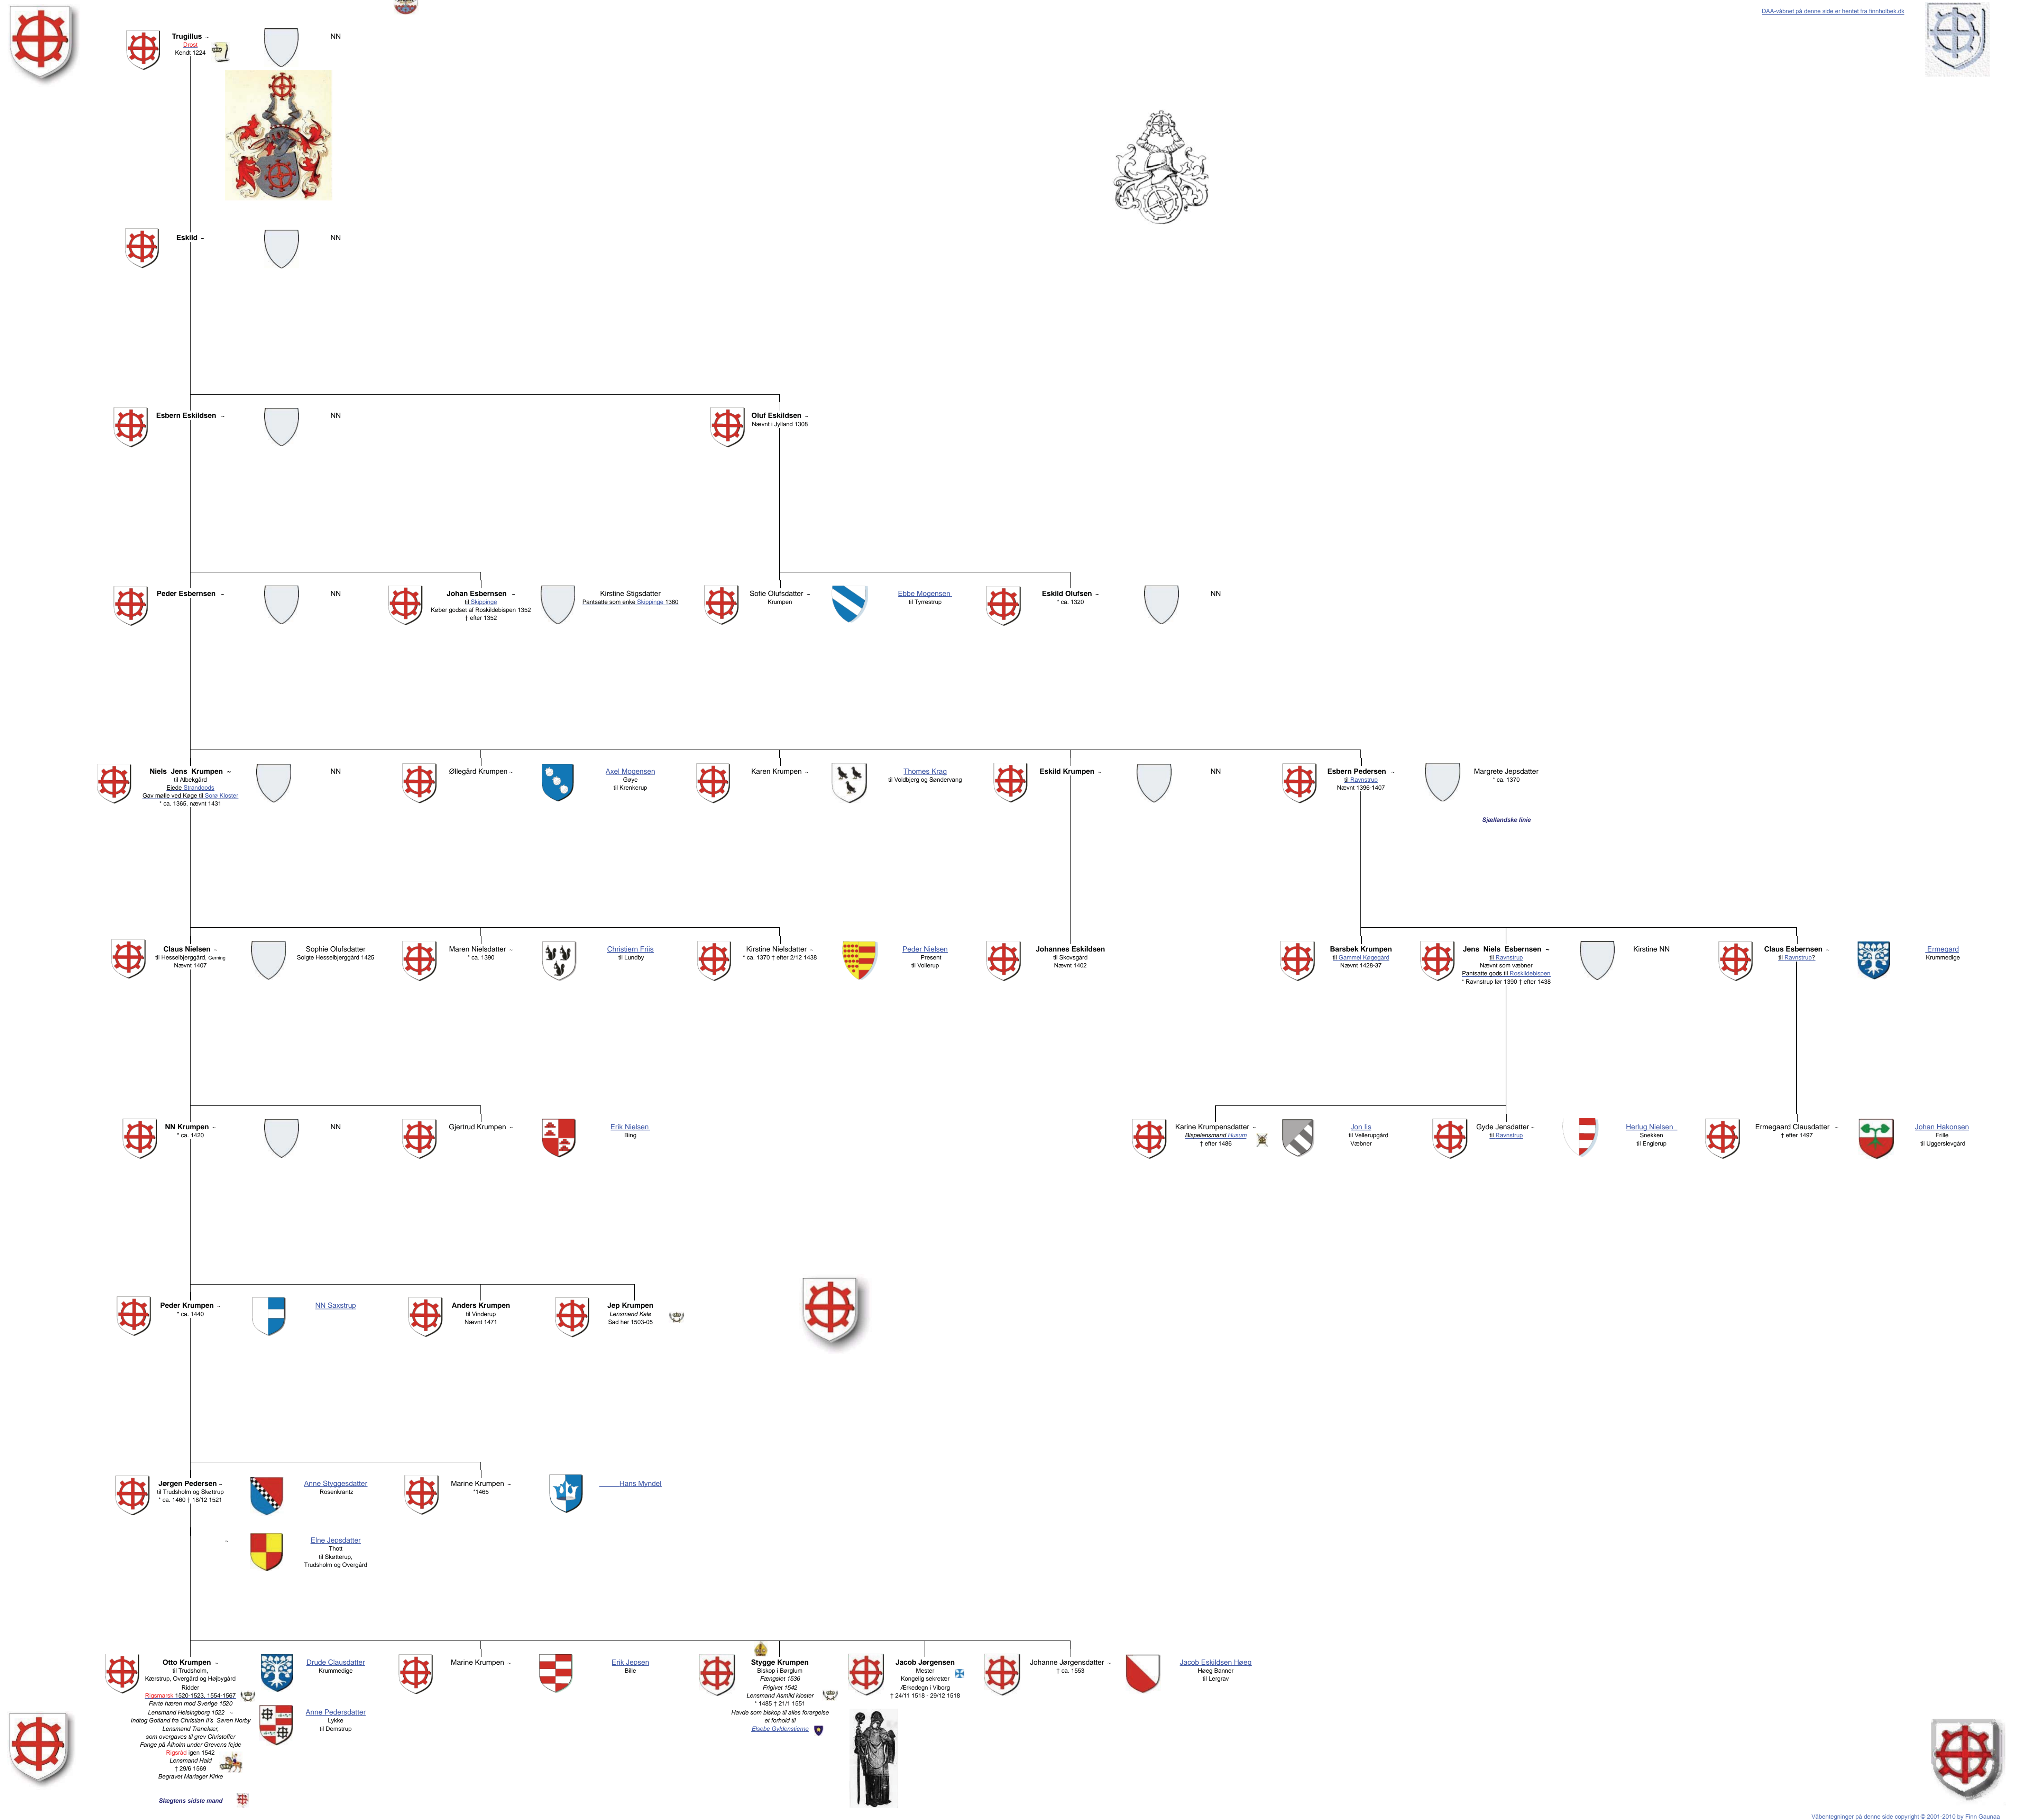 DAA-våbnet på denne side er hentet fra finnholbek.dk
Trugillus ~
Drost
Kendt 1224
NN
Eskild ~
NN
Esbern Eskildsen ~
NN
Oluf Eskildsen ~
Nævnt i Jylland 1308
Peder Esbernsen ~
NN
Johan Esbernsen ~
til Skippinge
Køber godset af Roskildebispen 1352
† efter 1352
Kirstine Stigsdatter
Pantsatte som enke Skippinge 1360
Sofie Olufsdatter ~
Krumpen
Ebbe Mogensen
til Tyrrestrup
Eskild Olufsen ~
* ca. 1320
NN
Niels Jens Krumpen ~
til Albekgård
Ejede Strandgods
Gav mølle ved Køge til Sorø Kloster
* ca. 1365, nævnt 1431
NN
Øllegård Krumpen ~
Axel Mogensen
Gøye
til Krenkerup
Karen Krumpen ~
Thomes Krag
til Voldbjerg og Søndervang
Eskild Krumpen ~
NN
Esbern Pedersen ~
til Ravnstrup
Nævnt 1396-1407
Margrete Jepsdatter
* ca. 1370
Sjællandske linie
Claus Nielsen ~
til Hesselbjerggård, Gerning
Nævnt 1407
Sophie Olufsdatter
Solgte Hesselbjerggård 1425
Maren Nielsdatter ~
* ca. 1390
Christiern Friis
til Lundby
Kirstine Nielsdatter ~
* ca. 1370 † efter 2/12 1438
Peder Nielsen
Present
til Vollerup
Johannes Eskildsen
til Skovsgård
Nævnt 1402
Barsbek Krumpen
til Gammel Køgegård
Nævnt 1428-37
Jens Niels Esbernsen ~
til Ravnstrup
Nævnt som væbner
Pantsatte gods til Roskildebispen
* Ravnstrup før 1390 † efter 1438
Kirstine NN
Claus Esbernsen ~
til Ravnstrup?
Ermegard
Krummedige
NN Krumpen ~
* ca. 1420
NN
Gjertrud Krumpen ~
Erik Nielsen
Bing
Karine Krumpensdatter ~
Bispelensmand Husum
† efter 1486
Jon Iis
til Vellerupgård
Væbner
Gyde Jensdatter ~
til Ravnstrup
Herlug Nielsen
Snekken
til Englerup
Ermegaard Clausdatter ~
† efter 1497
Johan Hakonsen
Frille
til Uggerslevgård
Peder Krumpen ~
* ca. 1440
NN Saxstrup
Anders Krumpen
til Vinderup
Nævnt 1471
Jep Krumpen
Lensmand Kalø
Sad her 1503-05
Jørgen Pedersen ~
til Trudsholm og Skøttrup
* ca. 1460 † 18/12 1521
Anne Styggesdatter
Rosenkrantz
Marine Krumpen ~
*1465
Hans Myndel
~
Elne Jepsdatter
Thott
til Skøtterup,
Trudsholm og Overgård
Otto Krumpen ~
til Trudsholm,
Kærstrup, Overgård og Højbygård
Ridder
Rigsmarsk 1520-1523, 1554-1567
Førte hæren mod Sverige 1520
Lensmand Helsingborg 1522 ~
Indtog Gotland fra Christian II's Søren Norby
Lensmand Tranekær,
som overgaves til grev Christoffer
Fange på Ålholm under Grevens fejde
Rigsråd igen 1542
Lensmand Hald
† 29/6 1569
Begravet Mariager Kirke
Slægtens sidste mand
Drude Clausdatter
Krummedige
Anne Pedersdatter
Lykke
til Demstrup
Marine Krumpen ~
Erik Jepsen
Bille
Stygge Krumpen
Biskop i Børglum
Fængslet 1536
Frigivet 1542
Lensmand Asmild kloster
* 1485 † 21/1 1551
Havde som biskop til alles forargelse
et forhold til
Elsebe Gyldenstierne
Jacob Jørgensen
Mester
Kongelig sekretær
Ærkedegn i Viborg
† 24/11 1518 - 29/12 1518
Johanne Jørgensdatter ~
† ca. 1553
Jacob Eskildsen Høeg
Høeg Banner
til Lergrav
Våbentegninger på denne side copyright © 2001-2010 by Finn Gaunaa